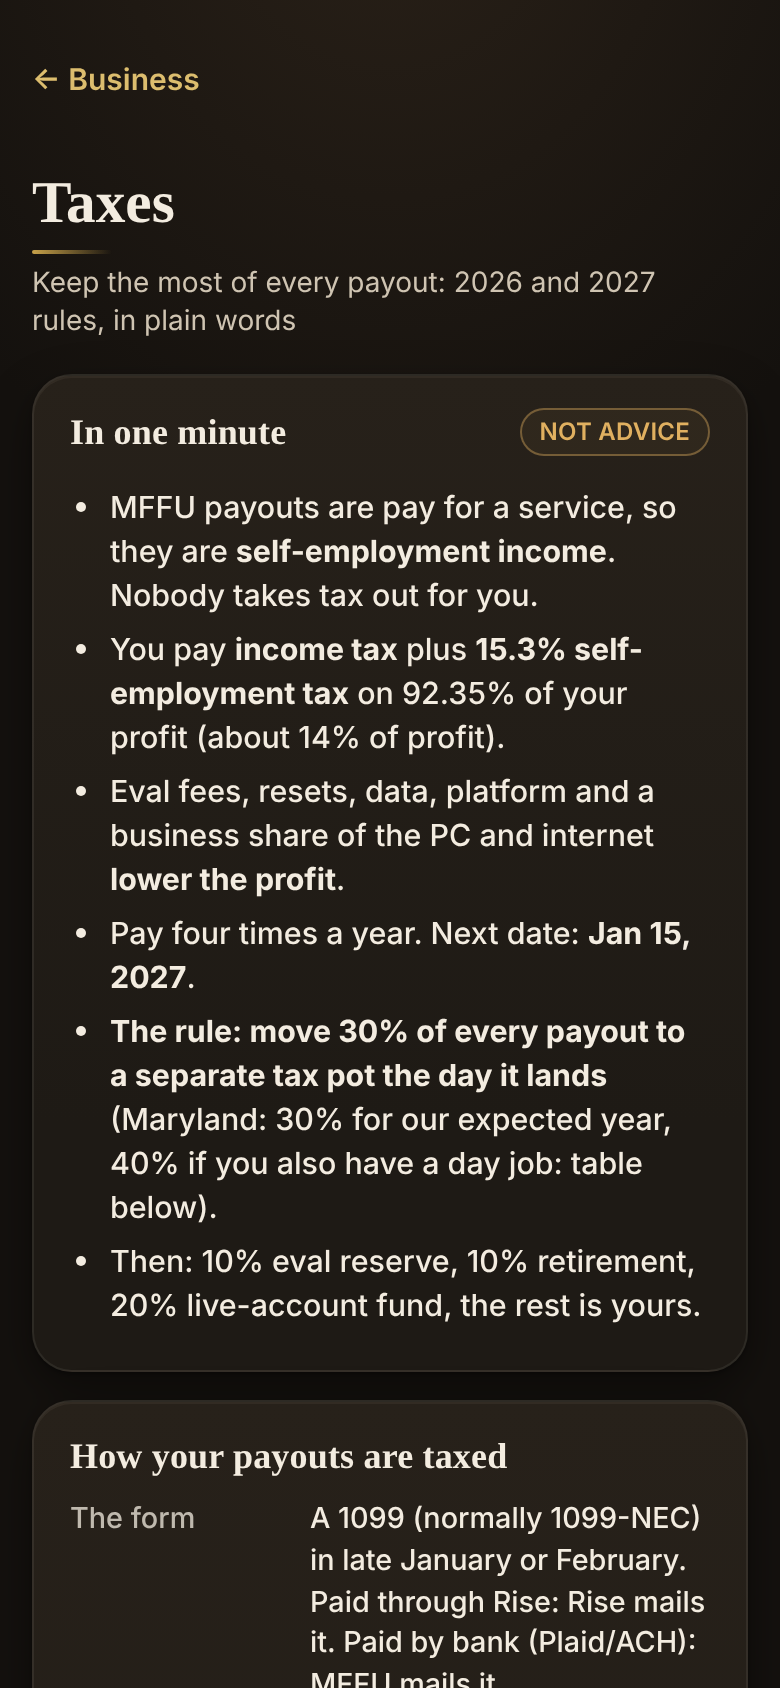 ← Business
Taxes
Keep the most of every payout: 2026 and 2027
rules, in plain words
In one minute
NOT ADVICE
• MFFU payouts are pay for a service, so
they are self-employment income.
Nobody takes tax out for you.
• You pay income tax plus 15.3% self-
employment tax on 92.35% of your
profit (about 14% of profit).
• Eval fees, resets, data, platform and a
business share of the PC and internet
lower the profit.
• Pay four times a year. Next date: Jan 15,
2027.
• The rule: move 30% of every payout to
a separate tax pot the day it lands
(Maryland: 30% for our expected year,
40% if you also have a day job: table
below).
• Then: 10% eval reserve, 10% retirement,
20% live-account fund, the rest is yours.
How your payouts are taxed
The form
A 1099 (normally 1099-NEC)
in late January or February.
Paid through Rise: Rise mails
it. Paid by bank (Plaid/ACH):
MFFU mails it